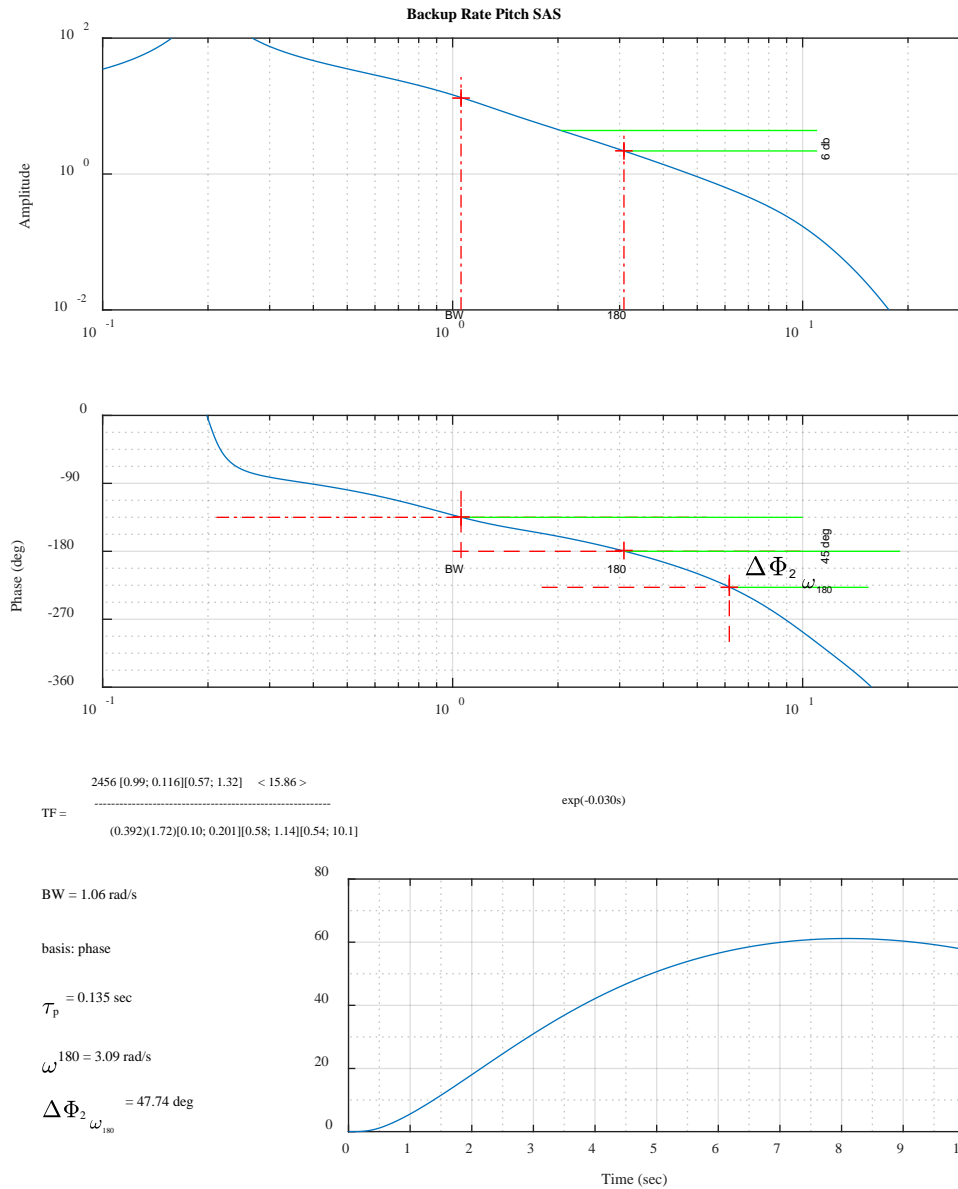 Backup Rate Pitch SAS
10 2
10 0
10 -2
Amplitude
6 db
10 -1
BW
10 0
180
10 1
0
-90
-180
-270
-360
Phase (deg)
45 deg
BW
180
ΔΦ2 ω180
10 -1
10 0
10 1
2456 [0.99; 0.116][0.57; 1.32] < 15.86 >
TF = ------------------------------------------------------------ exp(-0.030s)
(0.392)(1.72)[0.10; 0.201][0.58; 1.14][0.54; 10.1]
BW = 1.06 rad/s
basis: phase
τp = 0.135 sec
ω180 = 3.09 rad/s
ΔΦ2 ω180 = 47.74 deg
80
60
40
20
0
0 1 2 3 4 5 6 7 8 9 1
Time (sec)